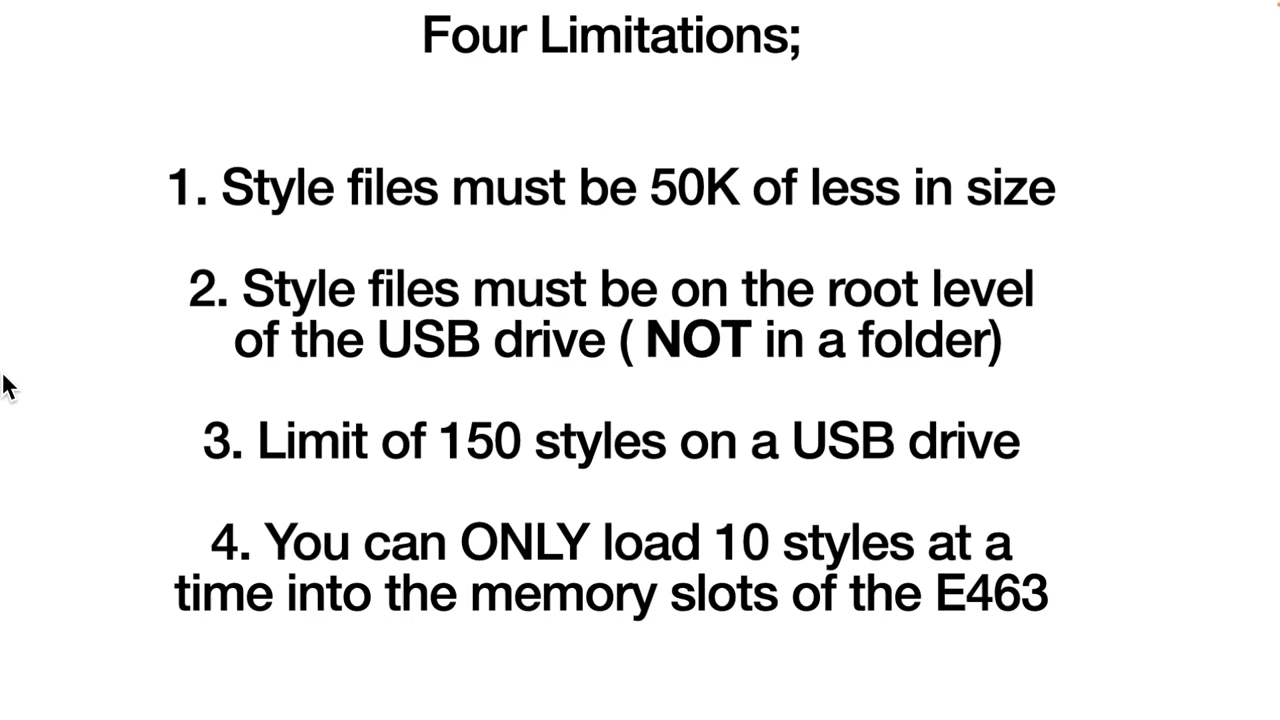 Four Limitations;
1. Style files must be 50K of less in size
2. Style files must be on the root level
of the USB drive ( NOT in a folder)
3. Limit of 150 styles on a USB drive
4. You can ONLY load 10 styles at a
time into the memory slots of the E463